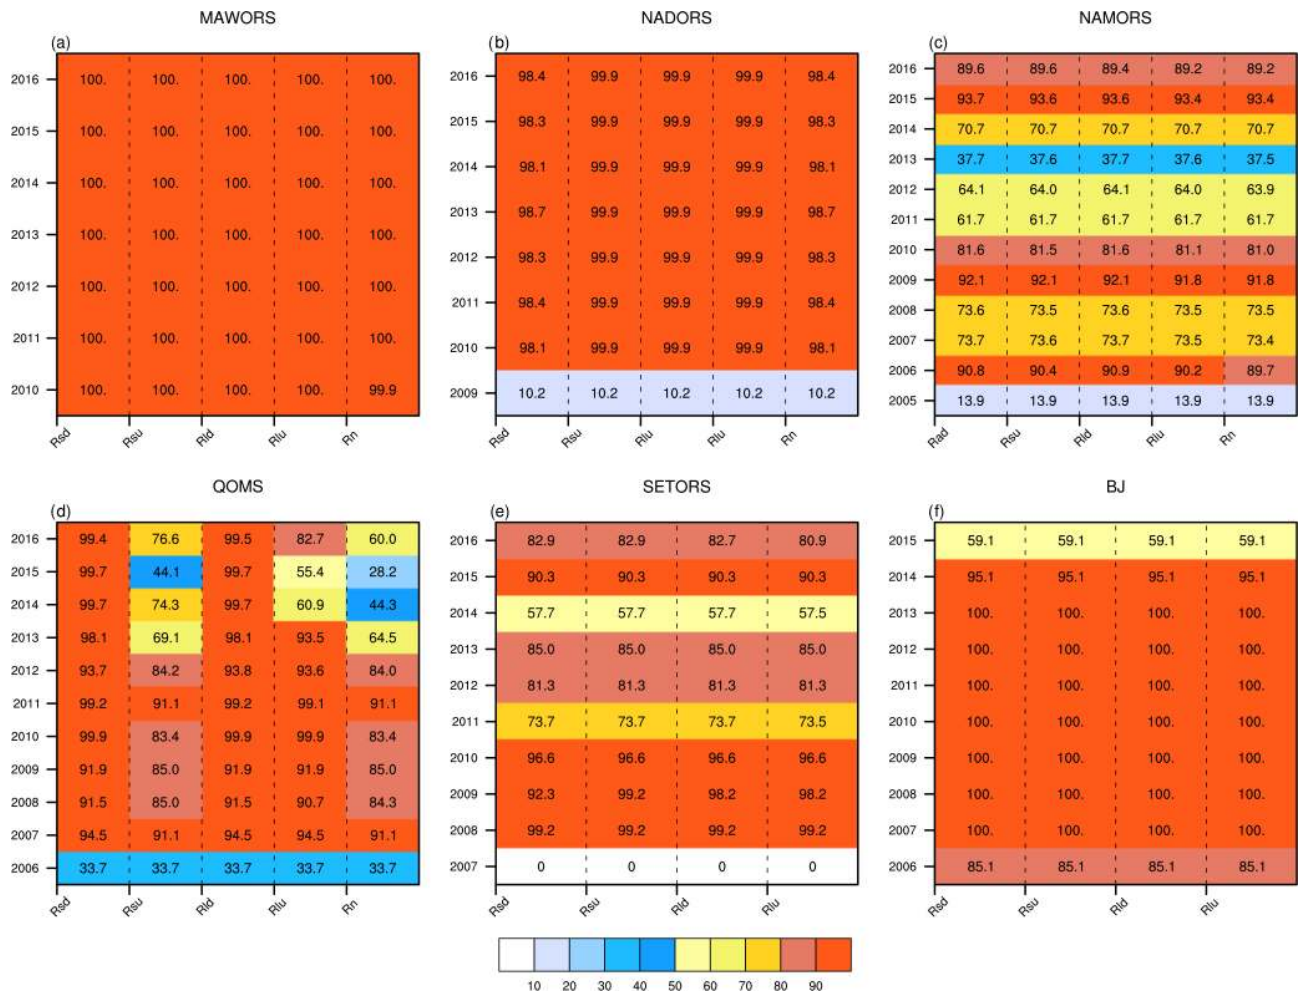 MAWORS NADORS NAMORS
(a) (b) (c)
2016 100. 100. 100. 100. 100.
2015 100. 100. 100. 100. 100.
2014 100. 100. 100. 100. 100.
2013 100. 100. 100. 100. 100.
2012 100. 100. 100. 100. 100.
2011 100. 100. 100. 100. 100.
2010 100. 100. 100. 100. 99.9
Rsd Rsu Rld Rlu Rn
2016 98.4 99.9 99.9 99.9 98.4
2015 98.3 99.9 99.9 99.9 98.3
2014 98.1 99.9 99.9 99.9 98.1
2013 98.7 99.9 99.9 99.9 98.7
2012 98.3 99.9 99.9 99.9 98.3
2011 98.4 99.9 99.9 99.9 98.4
2010 98.1 99.9 99.9 99.9 98.1
2009 10.2 10.2 10.2 10.2 10.2
Rsd Rsu Rlu Rlu Rn
2016 89.6 89.6 89.4 89.2 89.2
2015 93.7 93.6 93.6 93.4 93.4
2014 70.7 70.7 70.7 70.7 70.7
2013 37.7 37.6 37.7 37.6 37.5
2012 64.1 64.0 64.1 64.0 63.9
2011 61.7 61.7 61.7 61.7 61.7
2010 81.6 81.5 81.6 81.1 81.0
2009 92.1 92.1 92.1 91.8 91.8
2008 73.6 73.5 73.6 73.5 73.5
2007 73.7 73.6 73.7 73.5 73.4
2006 90.8 90.4 90.9 90.2 89.7
2005 13.9 13.9 13.9 13.9 13.9
Rad Rsu Rld Rlu Rn
QOMS SETORS BJ
(d) (e) (f)
2016 99.4 76.6 99.5 82.7 60.0
2015 99.7 44.1 99.7 55.4 28.2
2014 99.7 74.3 99.7 60.9 44.3
2013 98.1 69.1 98.1 93.5 64.5
2012 93.7 84.2 93.8 93.6 84.0
2011 99.2 91.1 99.2 99.1 91.1
2010 99.9 83.4 99.9 99.9 83.4
2009 91.9 85.0 91.9 91.9 85.0
2008 91.5 85.0 91.5 90.7 84.3
2007 94.5 91.1 94.5 94.5 91.1
2006 33.7 33.7 33.7 33.7 33.7
Rsd Rsu Rld Rlu Rn
2016 82.9 82.9 82.7 80.9
2015 90.3 90.3 90.3 90.3
2014 57.7 57.7 57.7 57.5
2013 85.0 85.0 85.0 85.0
2012 81.3 81.3 81.3 81.3
2011 73.7 73.7 73.7 73.5
2010 96.6 96.6 96.6 96.6
2009 92.3 99.2 98.2 98.2
2008 99.2 99.2 99.2 99.2
2007 0 0 0 0
Rsd Rsu Rld Rlu
2015 59.1 59.1 59.1 59.1
2014 95.1 95.1 95.1 95.1
2013 100. 100. 100. 100.
2012 100. 100. 100. 100.
2011 100. 100. 100. 100.
2010 100. 100. 100. 100.
2009 100. 100. 100. 100.
2008 100. 100. 100. 100.
2007 100. 100. 100. 100.
2006 85.1 85.1 85.1 85.1
Rsd Rsu Rld Rlu
10 20 30 40 50 60 70 80 90